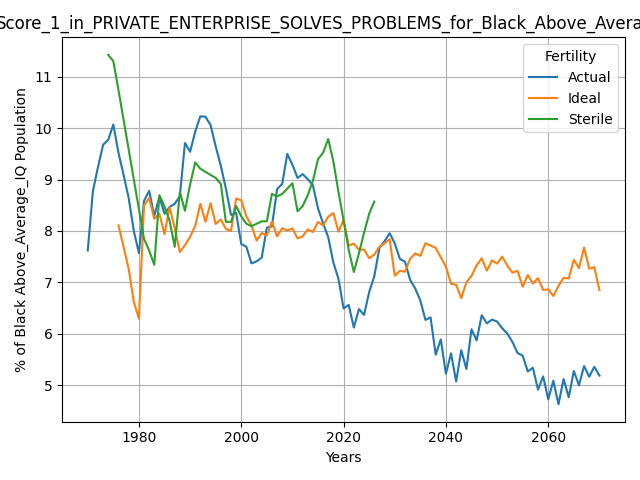 Score_1_in_PRIVATE_ENTERPRISE_SOLVES_PROBLEMS_for_Black_Above_Avera
Fertility
Actual
Ideal
Sterile
% of Black Above_Average_IQ Population
11
10
9
8
7
6
5
1980 2000 2020 2040 2060
Years